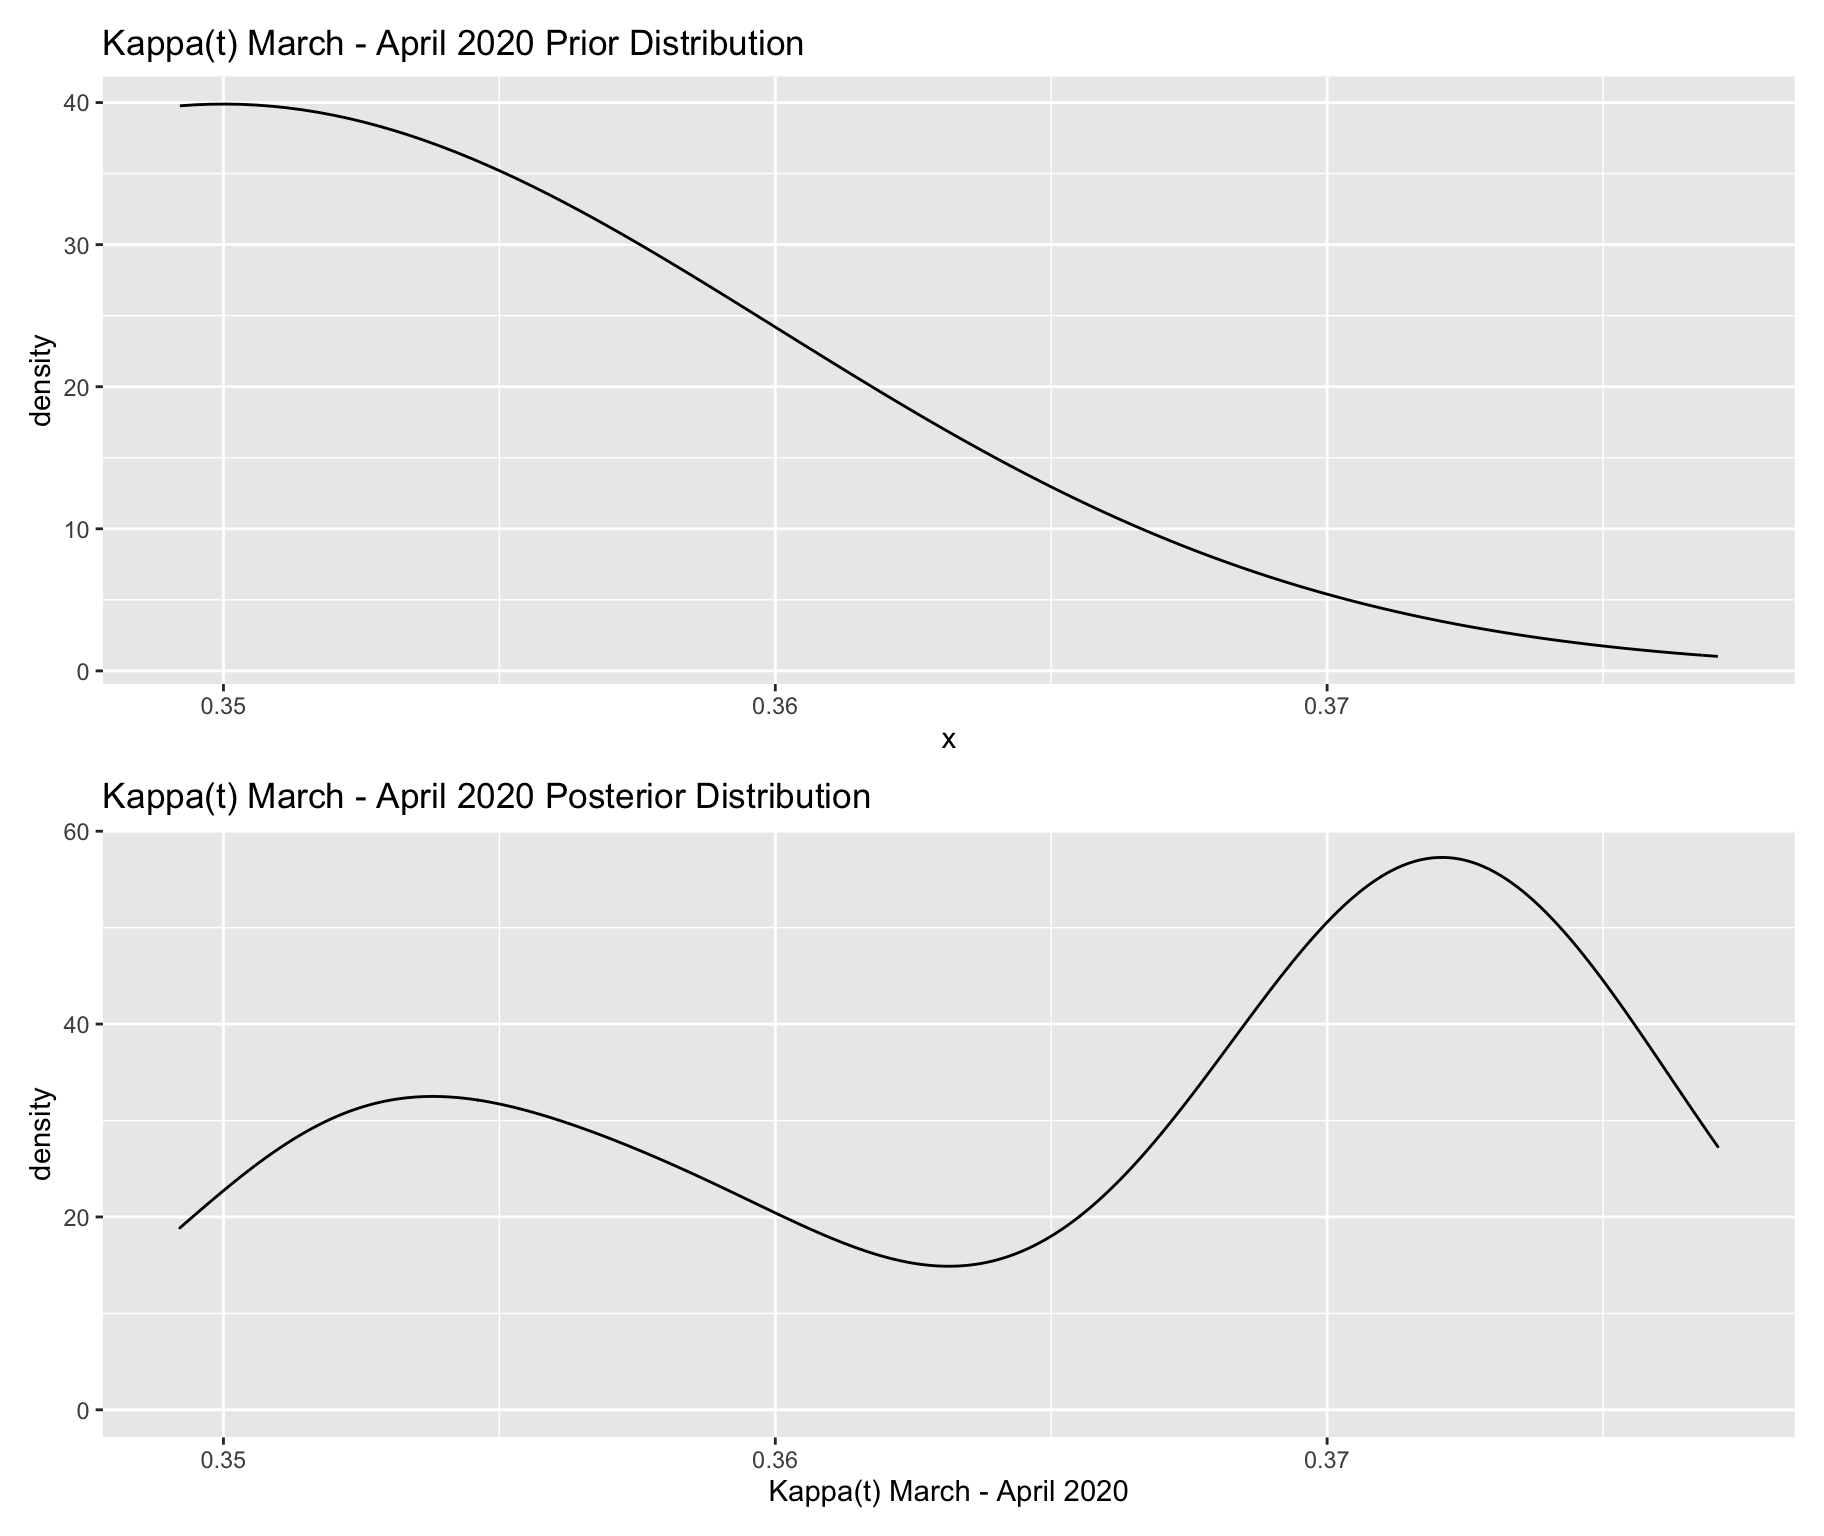 Kappa(t) March - April 2020 Prior Distribution
40
30
20
10
0
density
0.35 0.36 0.37
x
Kappa(t) March - April 2020 Posterior Distribution
60
40
20
0
density
0.35 0.36 0.37
Kappa(t) March - April 2020